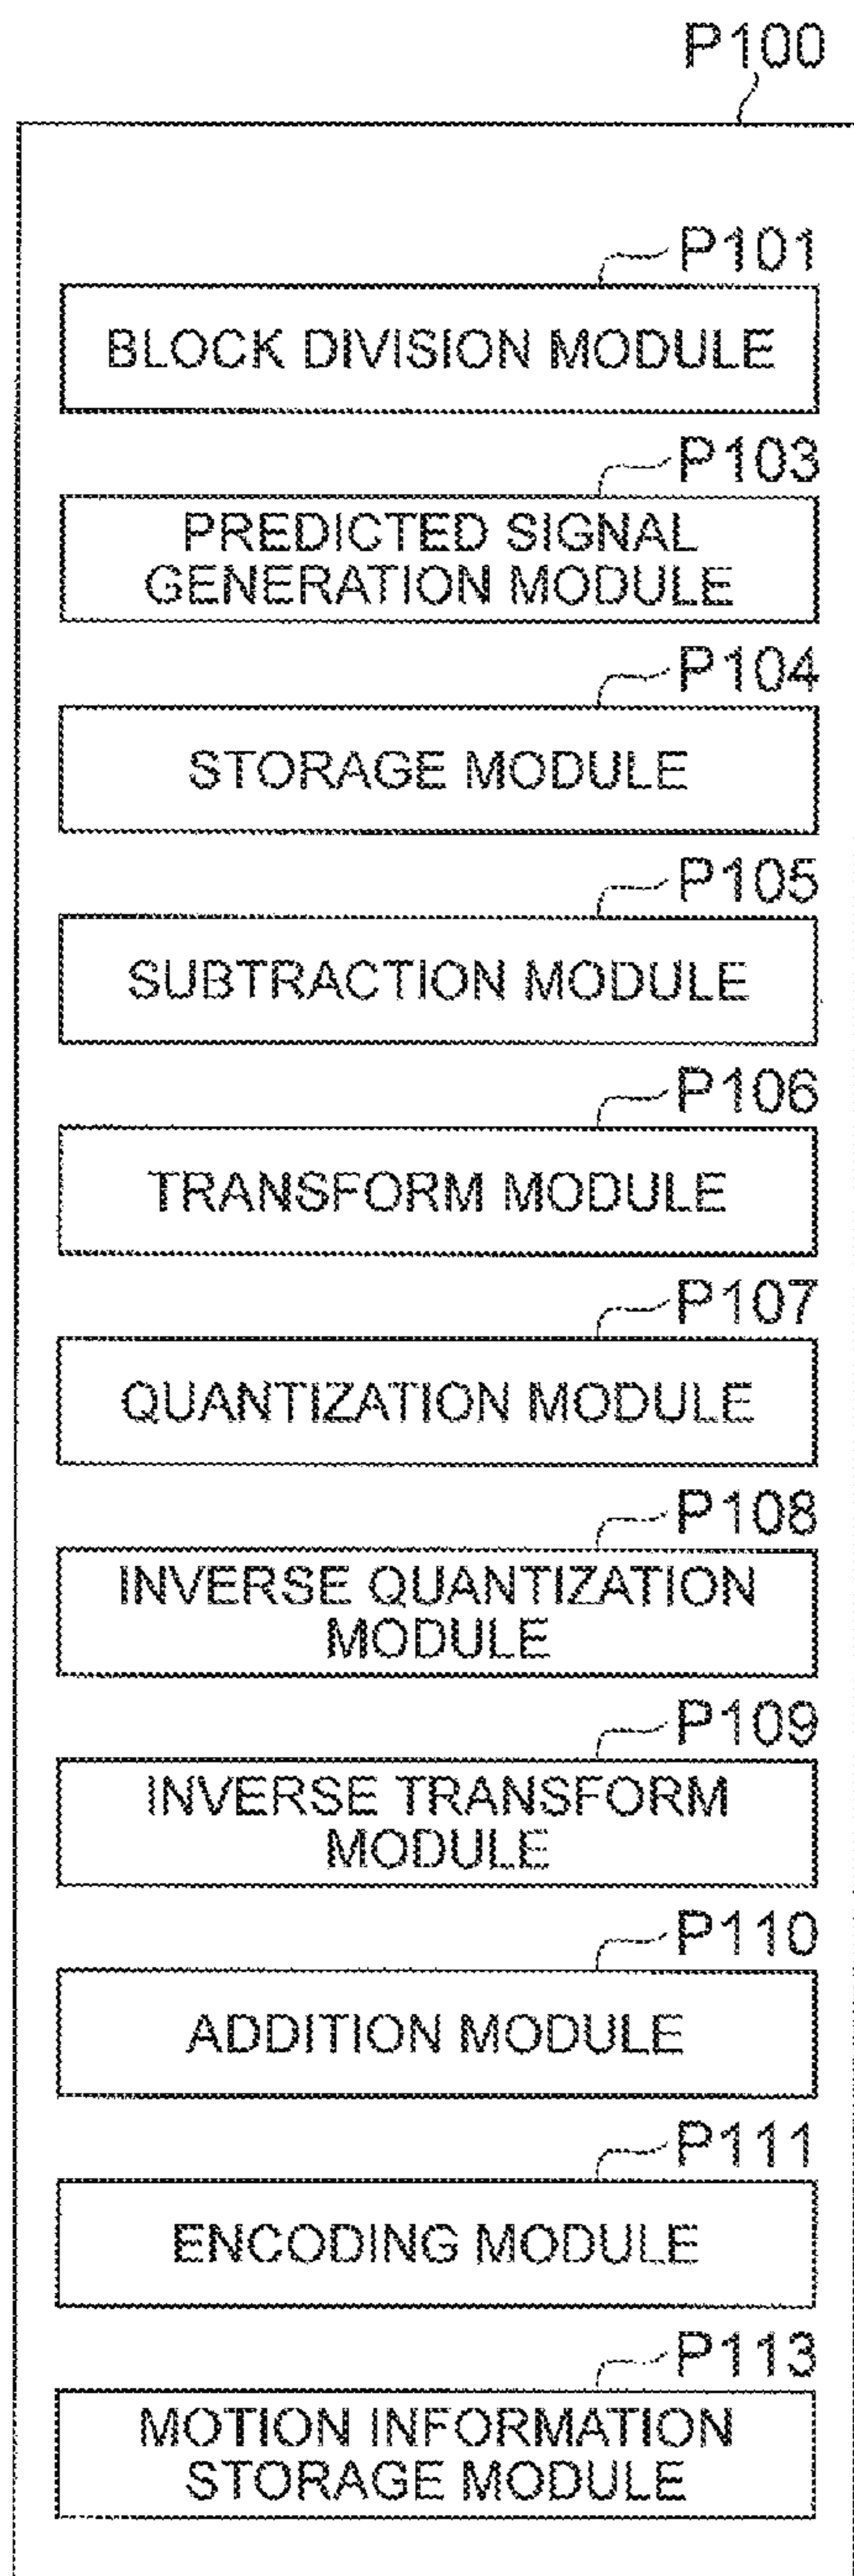 P100
P101
BLOCK DIVISION MODULE
P103
PREDICTED SIGNAL
GENERATION MODULE
P104
STORAGE MODULE
P105
SUBTRACTION MODULE
P106
TRANSFORM MODULE
P107
QUANTIZATION MODULE
P108
INVERSE QUANTIZATION
MODULE
P109
INVERSE TRANSFORM
MODULE
P110
ADDITION MODULE
P111
ENCODING MODULE
P113
MOTION INFORMATION
STORAGE MODULE